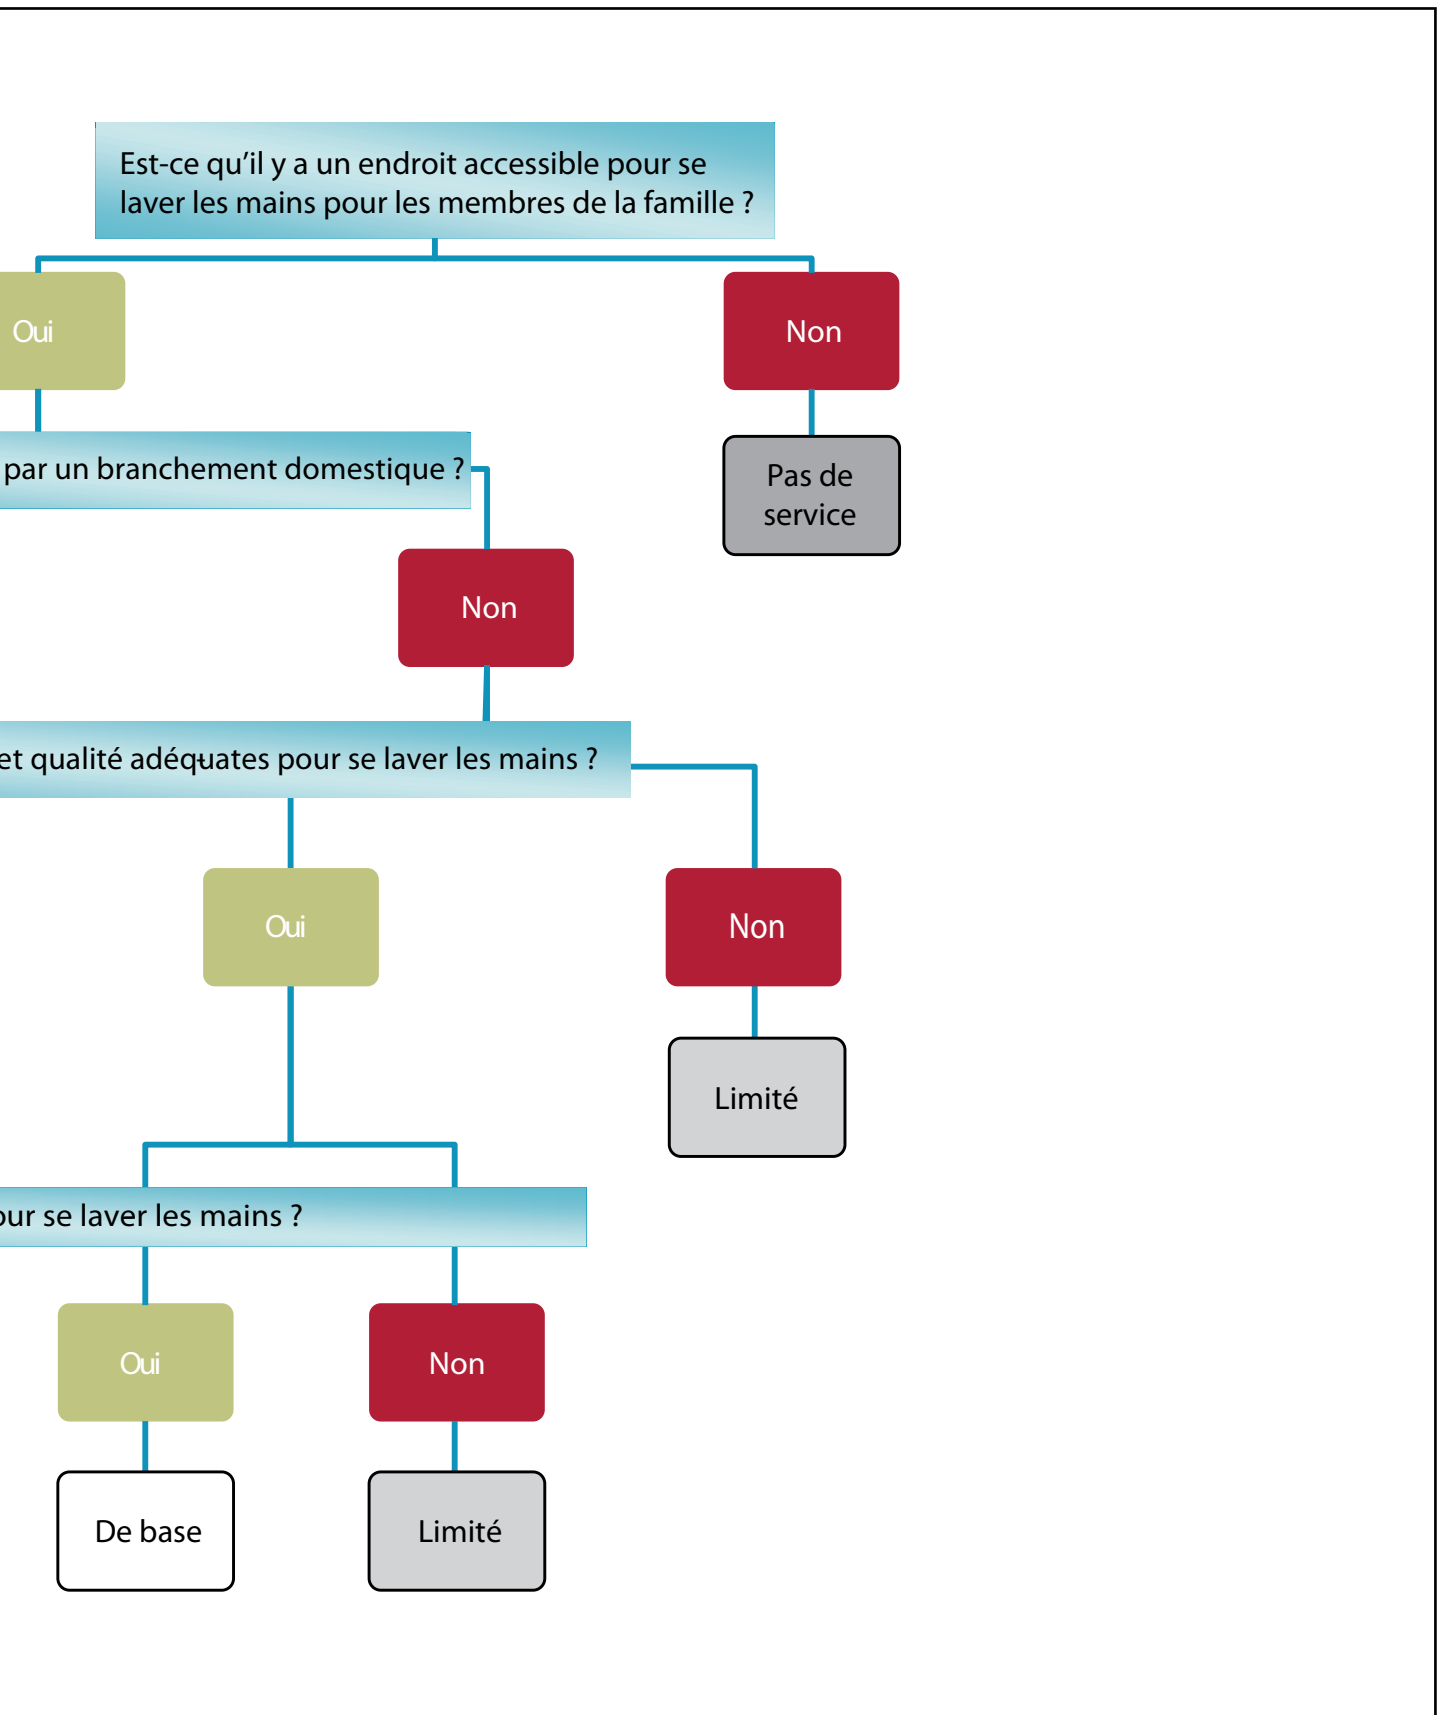 Est-ce qu’il y a un endroit accessible pour se
laver les mains pour les membres de la famille ?
Oui
Non
par un branchement domestique ?
Pas de
service
Non
et qualité adéquates pour se laver les mains ?
Oui
Non
Limité
our se laver les mains ?
Oui
Non
De base
Limité